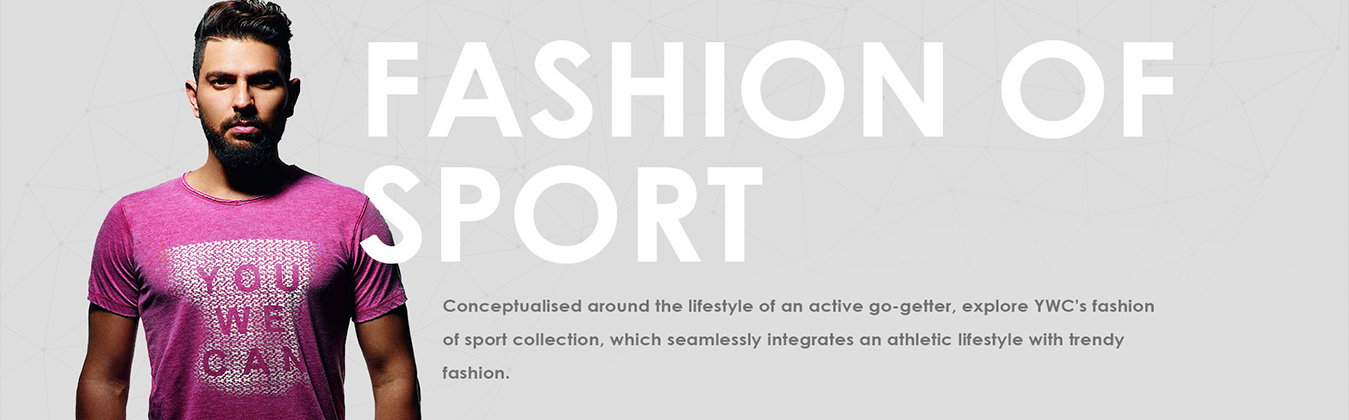 FASHION OF
SPORT
YOU
WE
CAN
Conceptualised around the lifestyle of an active go-getter, explore YWC's fashion
of sport collection, which seamlessly integrates an athletic lifestyle with trendy
fashion.